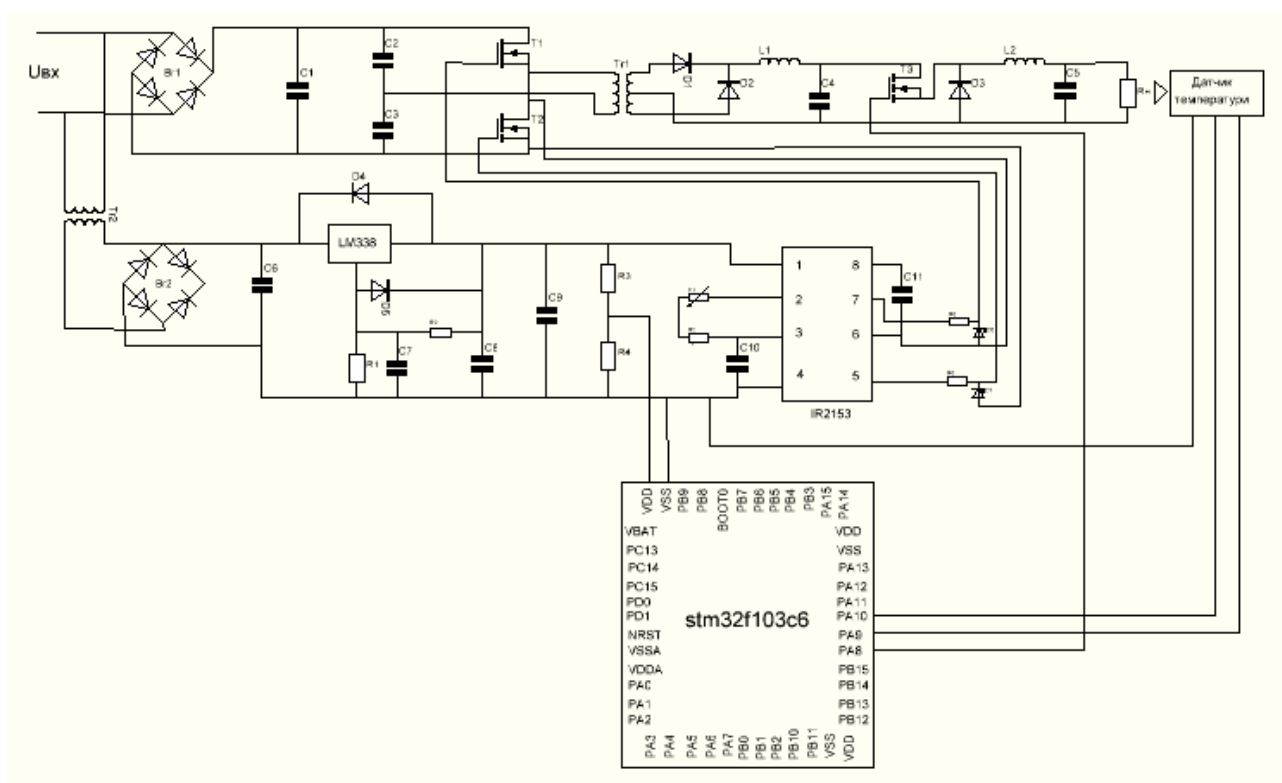 Uвх
Br1
C1
C2
C3
T1
T2
Tr1
D1
D2
L1
C4
T3
D3
L2
C5
Rн
Датчик
температури
Tr2
Br2
C6
D4
LM338
D5
R1
C7
C9
R3
R4
C10
1
2
3
4
8
7
6
5
IR2153
C11
VDD
VSS
PB9
PB8
BOOT0
PB7
PB6
PB5
PB4
PB3
PA15
PA14
VBAT
PC13
PC14
PC15
PD0
PD1
NRST
VSSA
VDDA
PA0
PA1
PA2
stm32f103c6
VDD
VSS
PA13
PA12
PA11
PA10
PA9
PA8
PB15
PB14
PB13
PB12
PA3
PA4
PA5
PA6
PA7
PB0
PB1
PB2
PB10
PB11
VSS
VDD